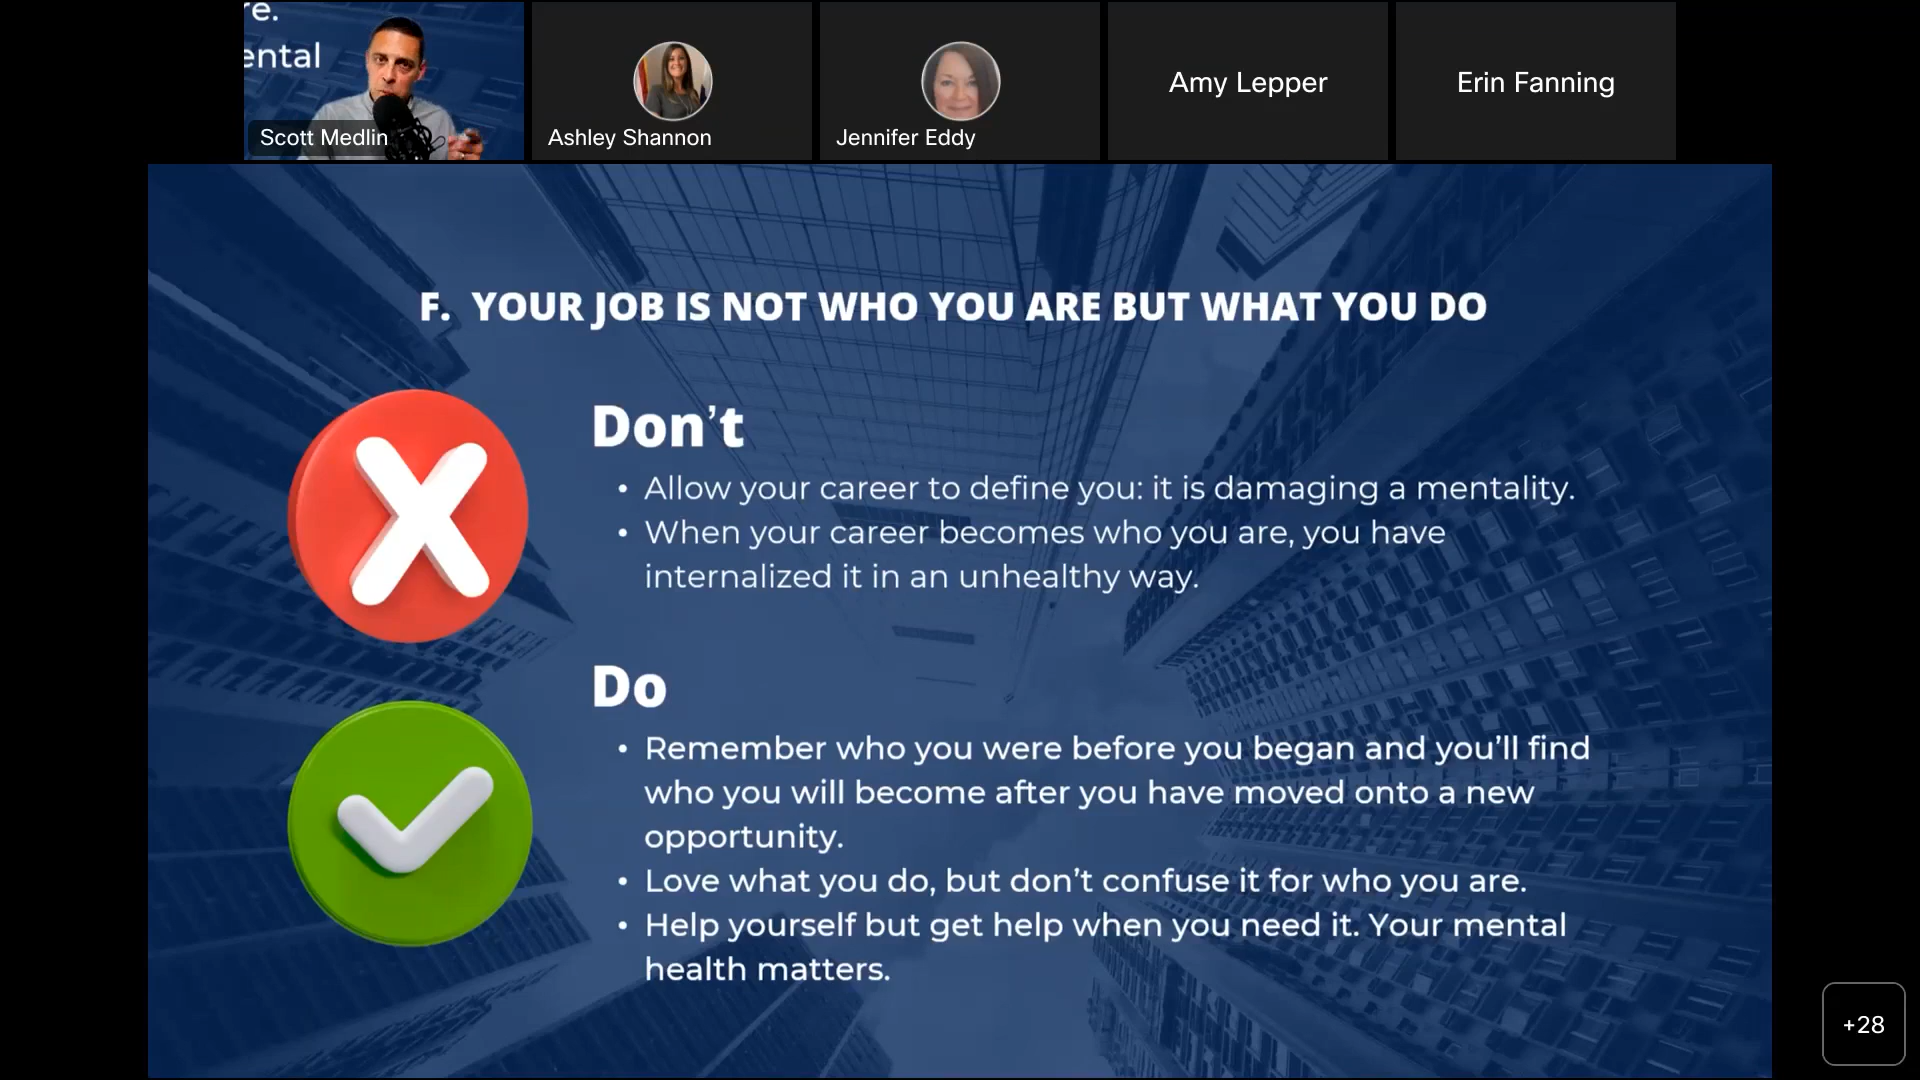 re.
ental
Scott Medlin
Ashley Shannon
Jennifer Eddy
Amy Lepper
Erin Fanning
F. YOUR JOB IS NOT WHO YOU ARE BUT WHAT YOU DO
Don't
• Allow your career to define you: it is damaging a mentality.
• When your career becomes who you are, you have
internalized it in an unhealthy way.
Do
• Remember who you were before you began and you'll find
who you will become after you have moved onto a new
opportunity.
• Love what you do, but don't confuse it for who you are.
• Help yourself but get help when you need it. Your mental
health matters.
+28